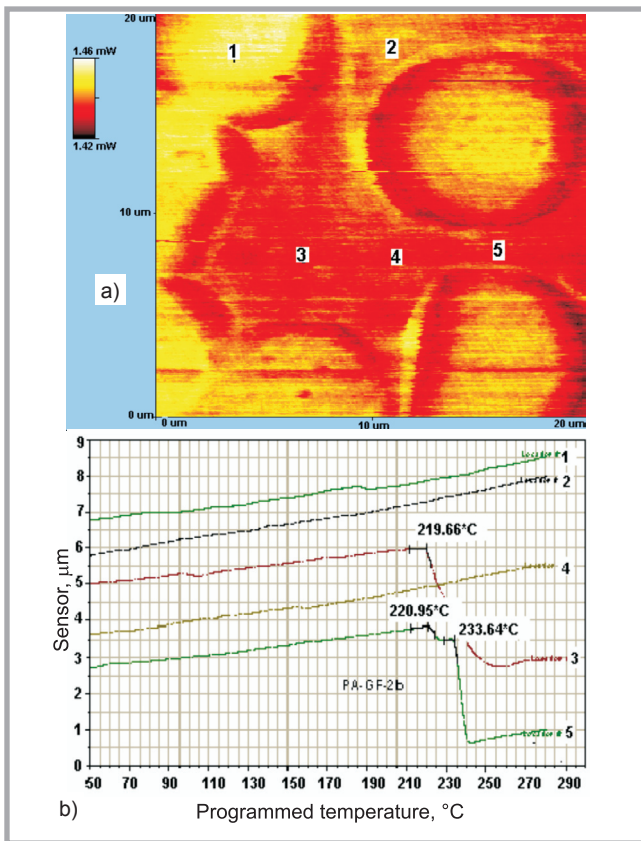 20 um
1.46 mW
1 2
1.42 mW
10 um
3 4 5
a)
0 um
0 um 10 um 20 um
9
8
7
6
5
4
3
2
1
0
Sensor, μm
1
2
219.66*C
4
220.95*C
233.64*C
3
PA-GF-2lb
5
50 70 90 110 130 150 170 190 210 230 250 270 290
b) Programmed temperature, °C